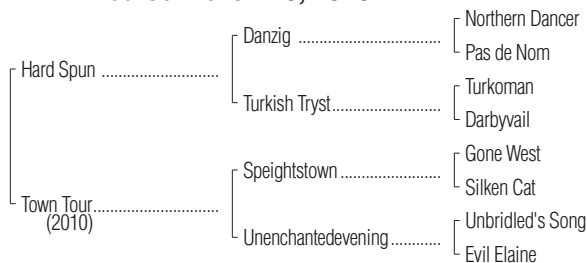 Northern Dancer
Danzig ..............................
Pas de Nom
Hard Spun .........................
Turkoman
Turkish Tryst.......................
Darbyvail
Gone West
Speightstown .....................
Silken Cat
Town Tour...........................
(2010)
Unbridled's Song
Unenchantedevening............
Evil Elaine